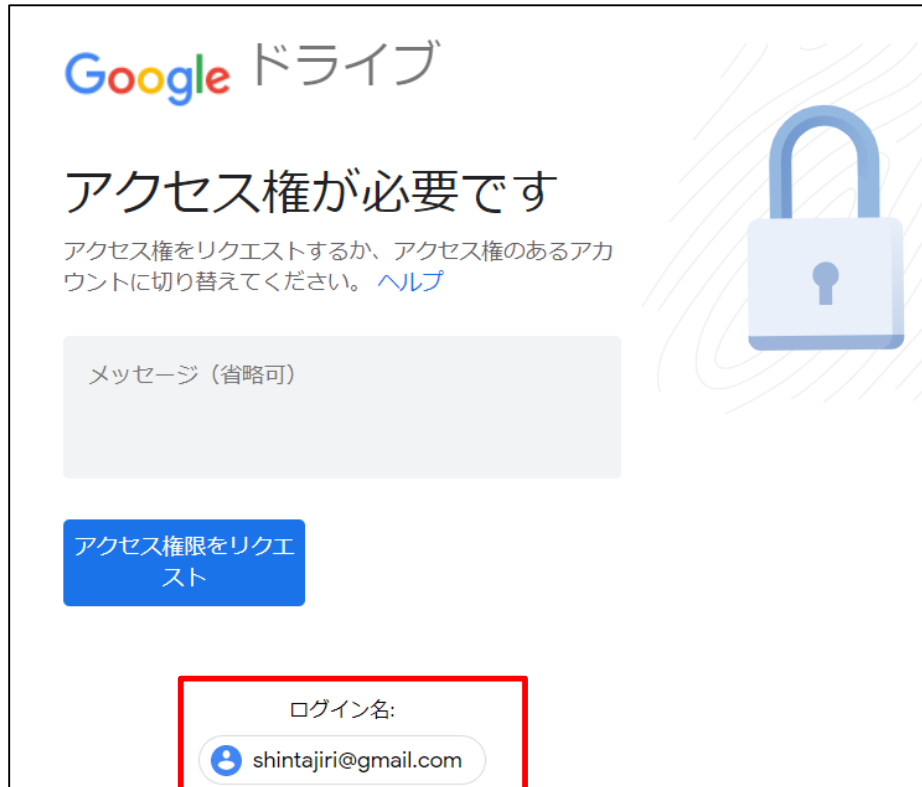 Google ドライブ
アクセス権が必要です
アクセス権をリクエストするか、アクセス権のあるアカ
ウントに切り替えてください。 ヘルプ
メッセージ（省略可）
アクセス権限をリクエ
スト
ログイン名:
shintajiri@gmail.com